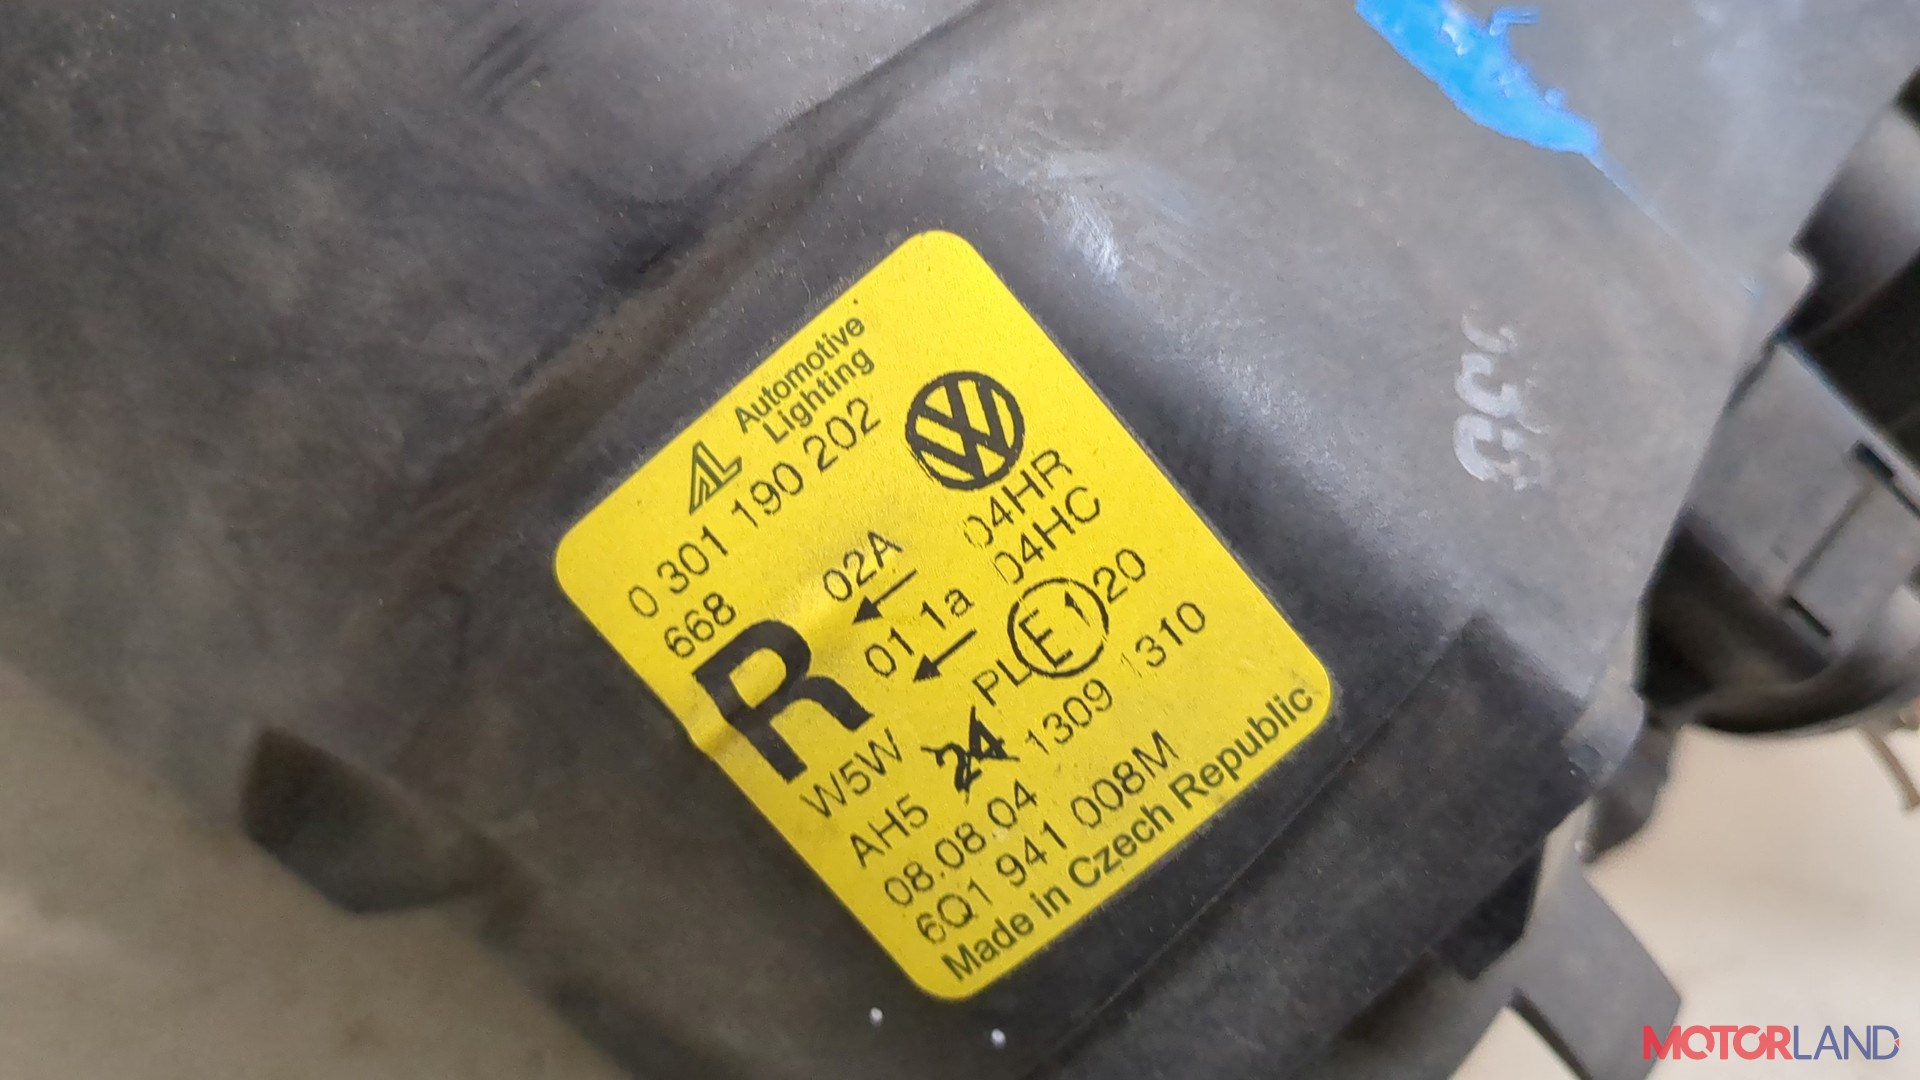 AL Automotive
Lighting
0 301 190 202
668
R
02A
01 1a
04HR
04HC
PL E1 20
W5W
24
1309 1310
AH5
08.08.04
6Q1 941 008M
Made in Czech Republic
MOTORLAND